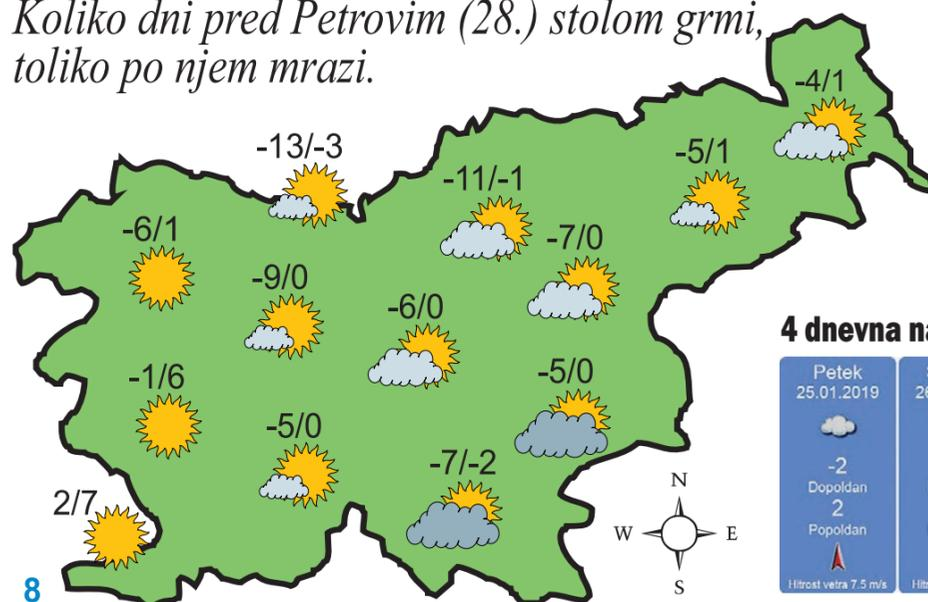 Koliko dni pred Petrovim (28.) stolom grmi,
toliko po njem mrazi.
-4/1
-13/-3
-5/1
-11/-1
-6/1
-7/0
-9/0
-6/0
4 dnevna
-1/6
-5/0
Petek
25.01.2019
-5/0
-7/-2
-2
Dopoldan
2
Popoldan
N
W
E
S
2/7
Hitrost vetra 7.5 m/s
8